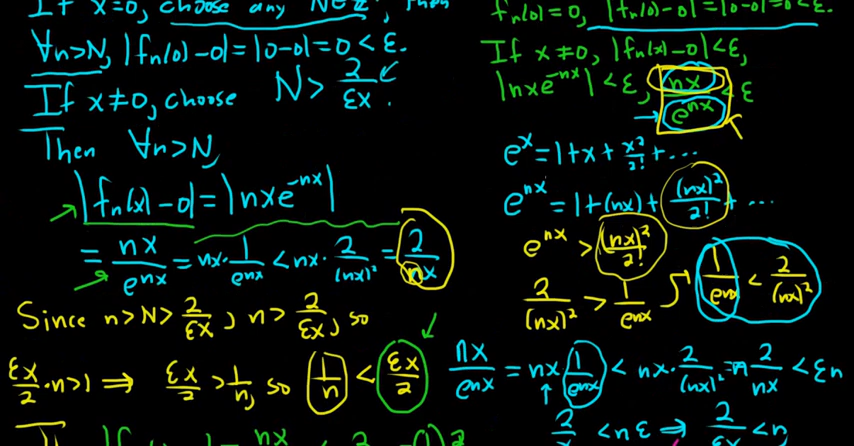 If x=0, choose any N∈ℤ, then
∀n>N, |fₙ(0)-0|=|0-0|=0<ε.
If x≠0, choose N > 2/(εx).
Then ∀n>N,
|fₙ(x)-0| = |nxe^(-nx)|
= nx/e^(nx) = nx·1/e^(nx) < nx·2/(nx)² = 2/(nx)
Since n>N>2/(εx), n>2/(εx), so
εx/2·n>1 ⟹ εx/2 > 1/n, so 1/n < εx/2
fₙ(0)=0, |fₙ(0)-0|=|0-0|=0<ε.
If x≠0, |fₙ(x)-0|<ε,
|nxe^(-nx)|<ε, nx/e^(nx) < ε
e^x=1+x+x²/2!+...
e^(nx)=1+(nx)+(nx)²/2!+...
e^(nx) > (nx)²/2!
2/(nx)² > 1/e^(nx) 1/e^(nx) < 2/(nx)²
nx/e^(nx) = nx·1/e^(nx) < nx·2/(nx)² = 2/(nx) < ε
<nε ⟹ 2/(εx) <n